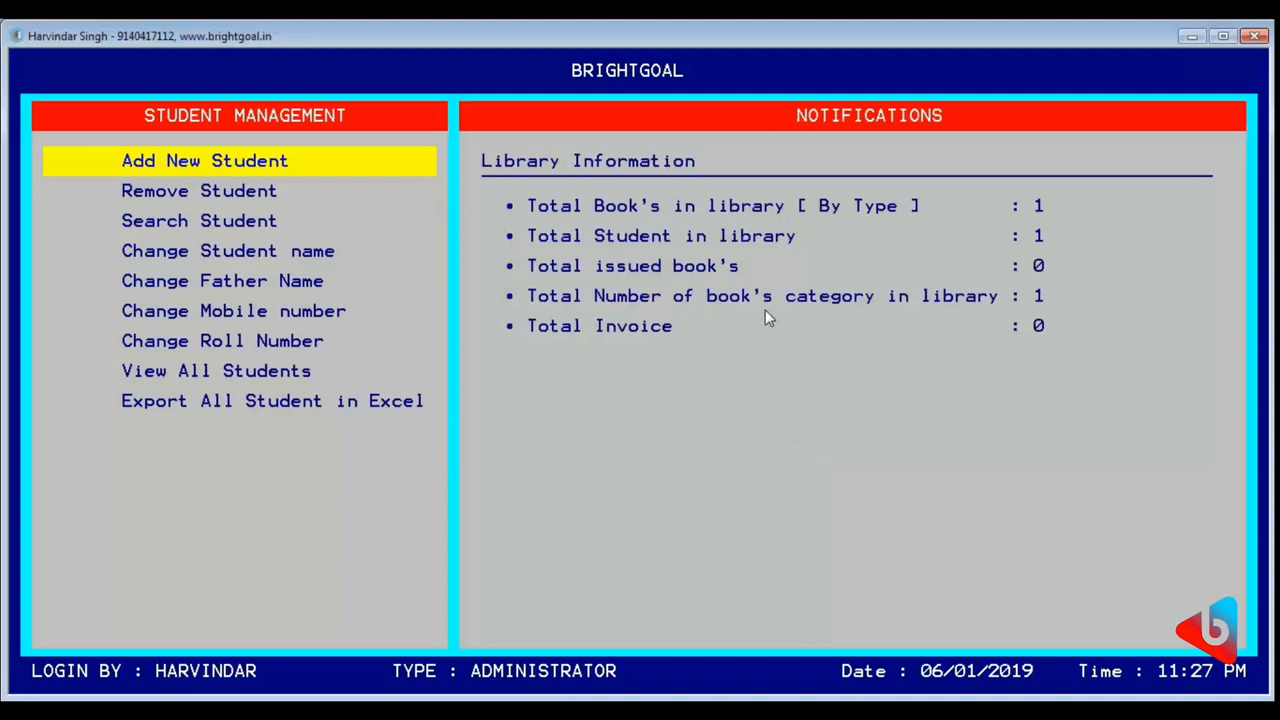 Harvindar Singh - 9140417112, www.brightgoal.in
BRIGHTGOAL
STUDENT MANAGEMENT
Add New Student
Remove Student
Search Student
Change Student name
Change Father Name
Change Mobile number
Change Roll Number
View All Students
Export All Student in Excel
NOTIFICATIONS
Library Information
• Total Book's in library [ By Type ] : 1
• Total Student in library : 1
• Total issued book's : 0
• Total Number of book's category in library : 1
• Total Invoice : 0
b
LOGIN BY : HARVINDAR TYPE : ADMINISTRATOR Date : 06/01/2019 Time : 11:27 PM